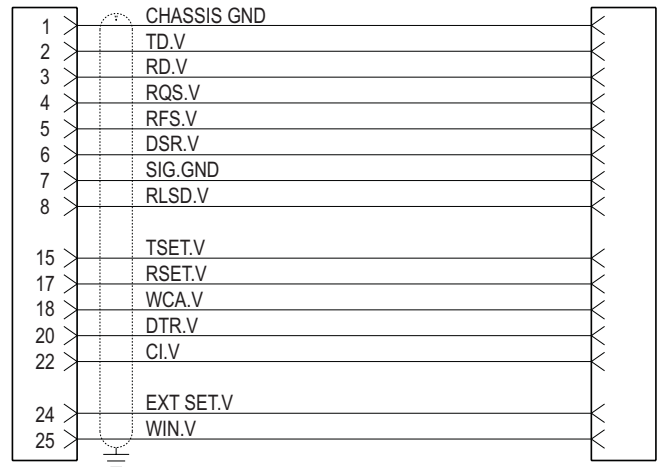 1 CHASSIS GND
2 TD.V
3 RD.V
4 RQS.V
5 RFS.V
6 DSR.V
7 SIG.GND
8 RLSD.V
15 TSET.V
17 RSET.V
18 WCA.V
20 DTR.V
22 CI.V
24 EXT SET.V
25 WIN.V